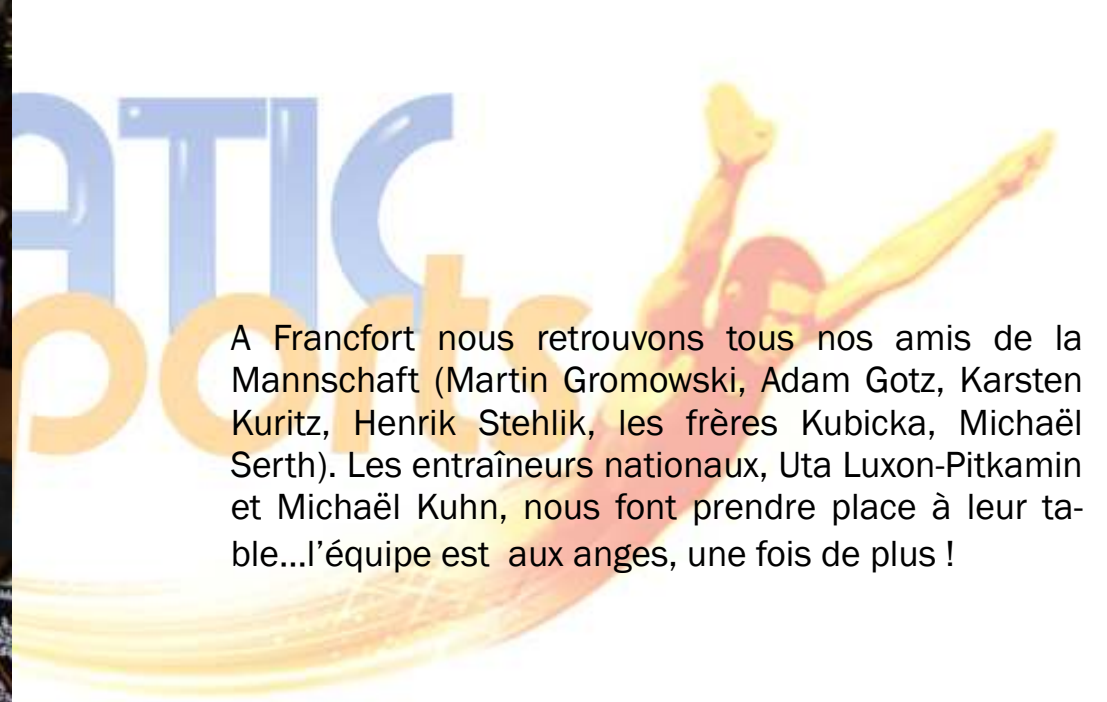 ATIC
ports
A Francfort nous retrouvons tous nos amis de la
Mannschaft (Martin Gromowski, Adam Gotz, Karsten
Kuritz, Henrik Stehlik, les frères Kubicka, Michaël
Serth). Les entraîneurs nationaux, Uta Luxon-Pitkamin
et Michaël Kuhn, nous font prendre place à leur ta-
ble...l’équipe est  aux anges, une fois de plus !